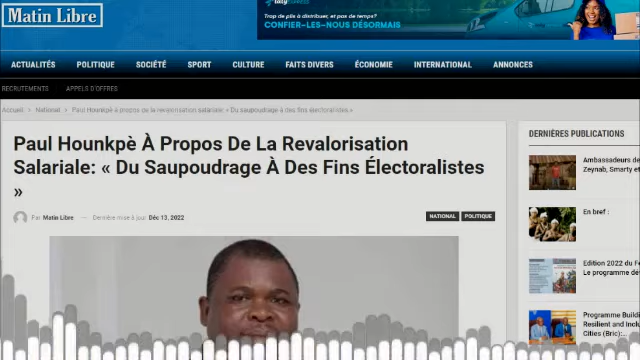 Matin Libre
Trop de plis à distribuer, et pas de temps?
CONFIER-LES-NOUS DÉSORMAIS
ACTUALITÉS POLITIQUE SOCIÉTÉ SPORT CULTURE FAITS DIVERS ÉCONOMIE INTERNATIONAL ANNONCES
RECRUTEMENTS APPELS D'OFFRES
Accueil National Paul Hounkpè à propos de la revalorisation salariale: « Du saupoudrage à des fins électoralistes »
Paul Hounkpè À Propos De La Revalorisation
Salariale: « Du Saupoudrage À Des Fins Électoralistes
»
Par Matin Libre — Dernière mise à jour Déc 13, 2022
NATIONAL POLITIQUE
DERNIÈRES PUBLICATIONS
Ambassadeurs de
Zeynab, Smarty et
En bref :
Edition 2022 du Fe
Le programme dé
Programme Buildi
Resilient and Inclu
Cities (Bric):...